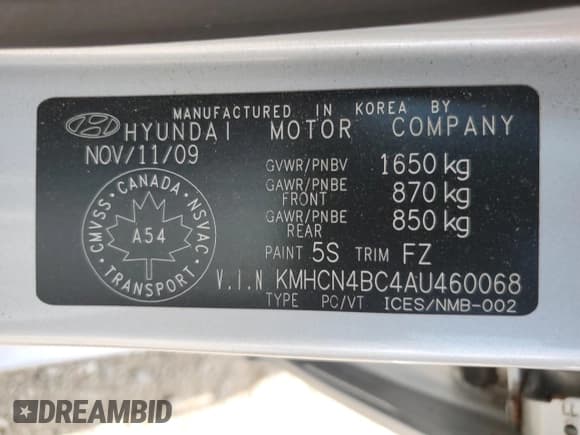 MANUFACTURED IN KOREA BY
HYUNDAI MOTOR COMPANY
NOV/11/09
GVWR/PNBV 1650 kg
GAWR/PNBE FRONT 870 kg
GAWR/PNBE REAR 850 kg
CANADA
CMVSS NSVAC
A54
TRANSPORT
PAINT 5S TRIM FZ
V.I.N KMHCN4BC4AU460068
TYPE PC/VT ICES/NMB-002
DREAMBID